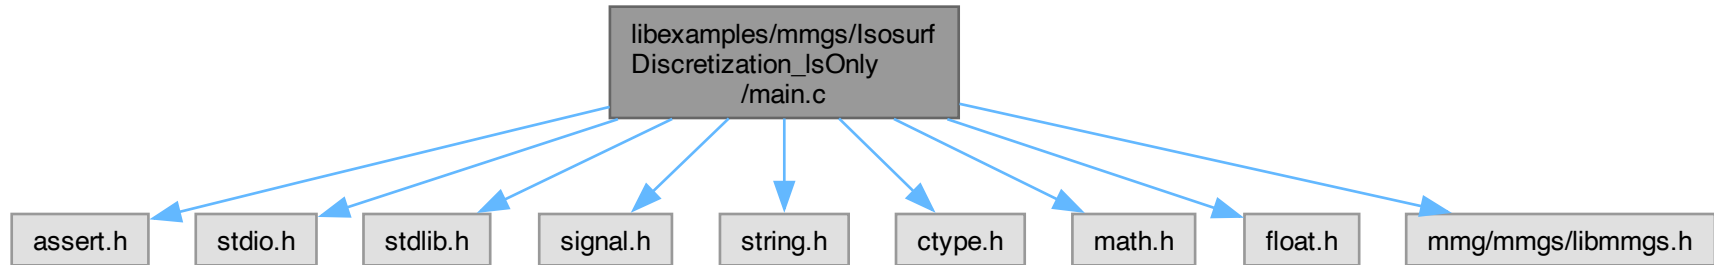 libexamples/mmgs/Isosurf
Discretization_lsOnly
/main.c
assert.h
stdio.h
stdlib.h
signal.h
string.h
ctype.h
math.h
float.h
mmg/mmgs/libmmgs.h